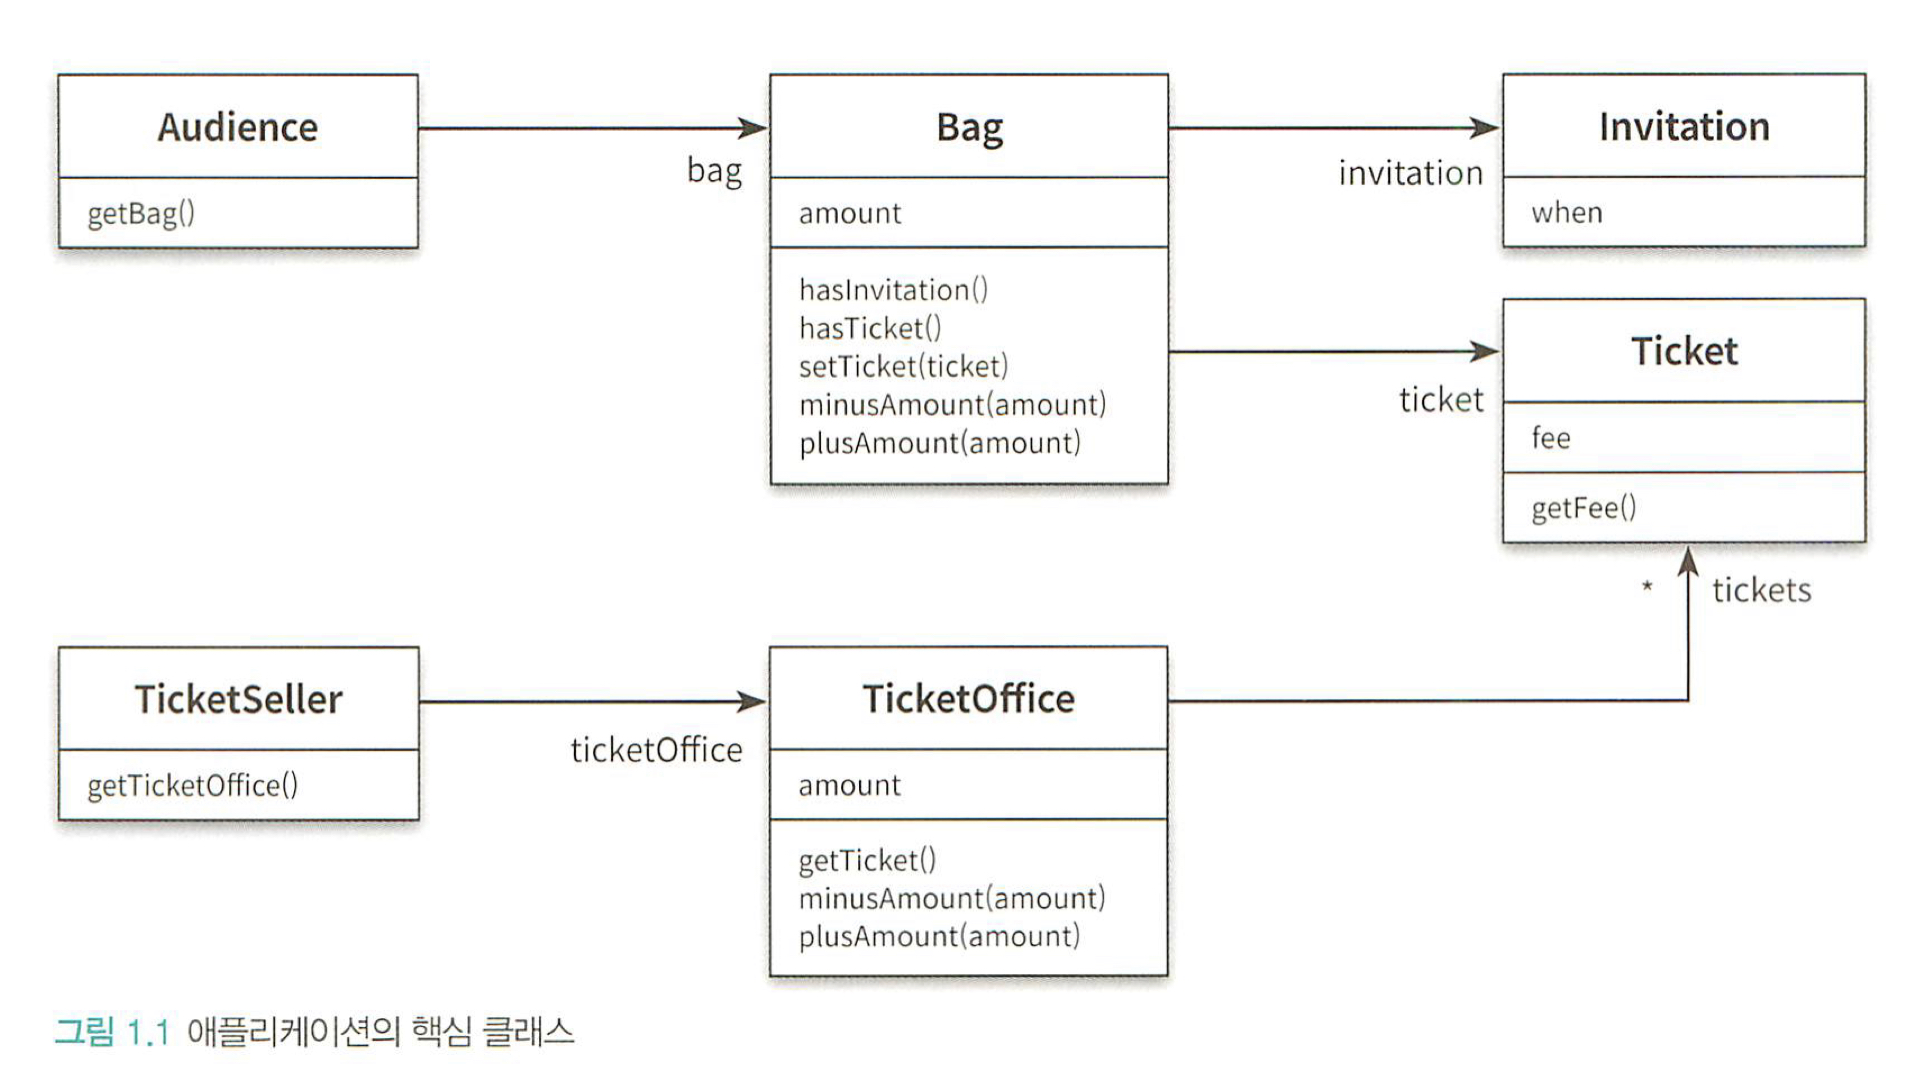 Audience
getBag()
bag
Bag
amount
hasInvitation()
hasTicket()
setTicket(ticket)
minusAmount(amount)
plusAmount(amount)
invitation
Invitation
when
ticket
Ticket
fee
getFee()
* tickets
TicketSeller
getTicketOffice()
ticketOffice
TicketOffice
amount
getTicket()
minusAmount(amount)
plusAmount(amount)
그림 1.1 애플리케이션의 핵심 클래스